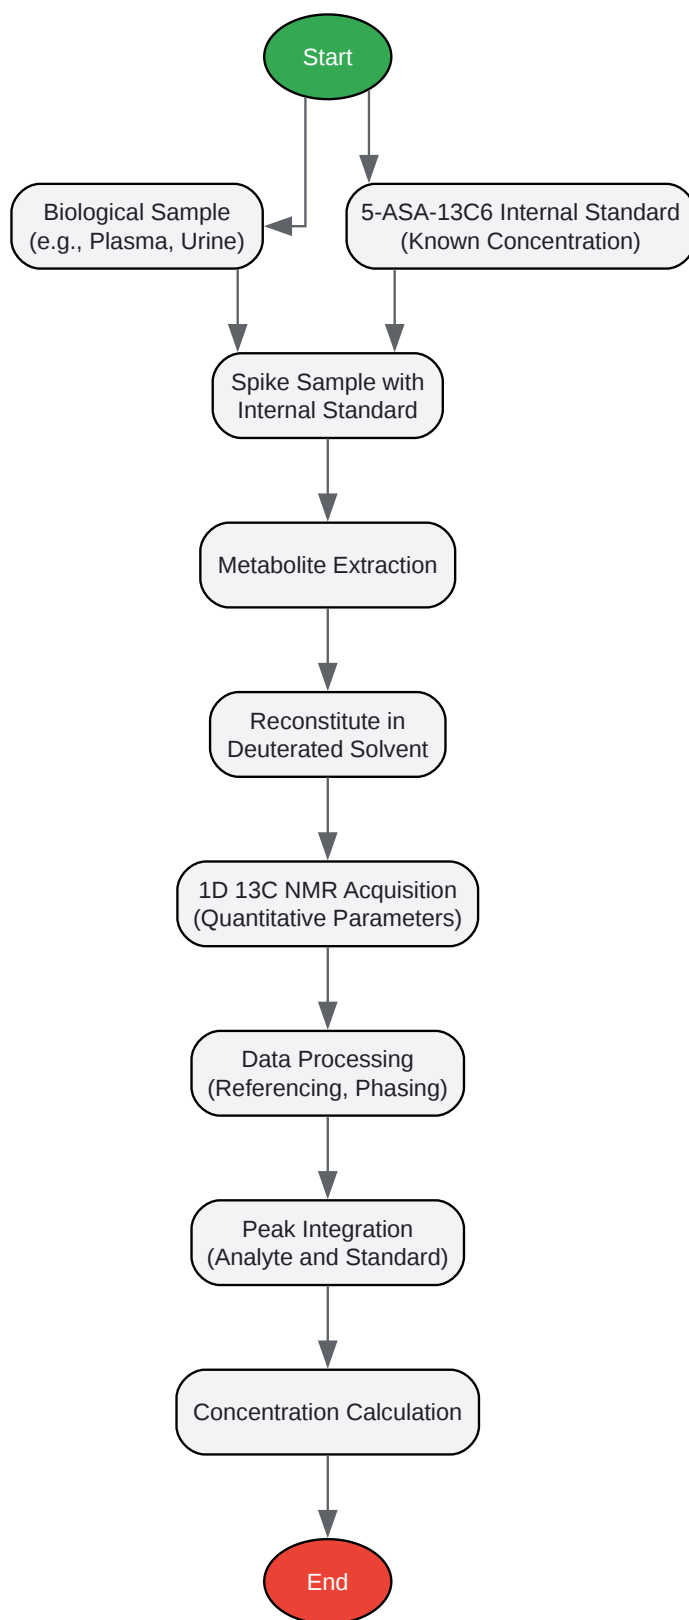 Start
Biological Sample
(e.g., Plasma, Urine)
5-ASA-13C6 Internal Standard
(Known Concentration)
Spike Sample with
Internal Standard
Metabolite Extraction
Reconstitute in
Deuterated Solvent
1D 13C NMR Acquisition
(Quantitative Parameters)
Data Processing
(Referencing, Phasing)
Peak Integration
(Analyte and Standard)
Concentration Calculation
End